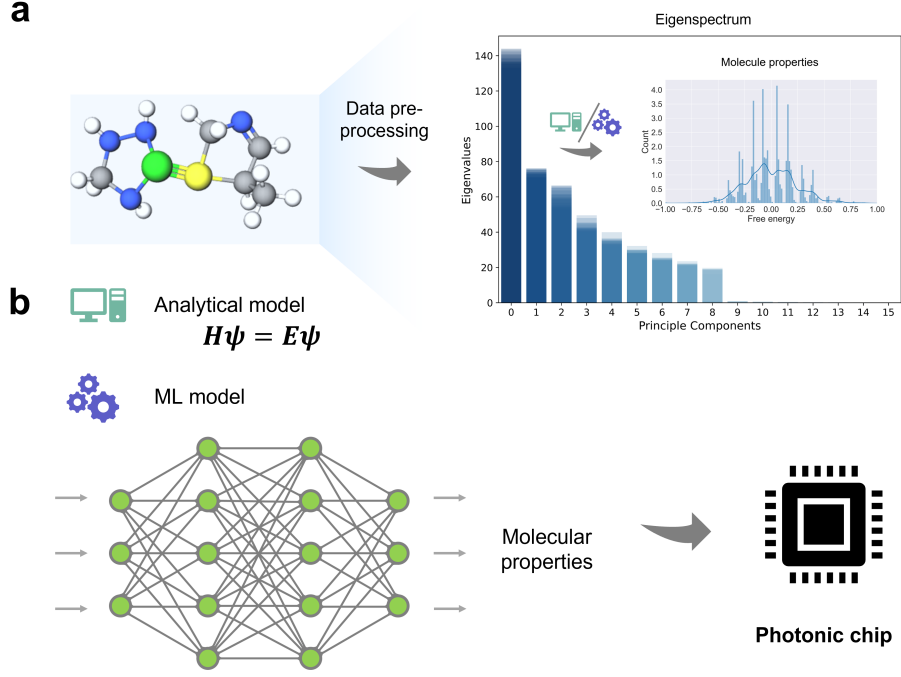 a
Eigenspectrum
Data pre-
processing
Molecule properties
Count
4.0
3.5
3.0
2.5
2.0
1.5
1.0
0.5
0.0
−1.00 −0.75 −0.50 −0.25 0.00 0.25 0.50 0.75 1.00
Free energy
Eigenvalues
140
120
100
80
60
40
20
0
0 1 2 3 4 5 6 7 8 9 10 11 12 13 14 15
Principle Components
b
Analytical model
Hψ = Eψ
ML model
Molecular
properties
Photonic chip